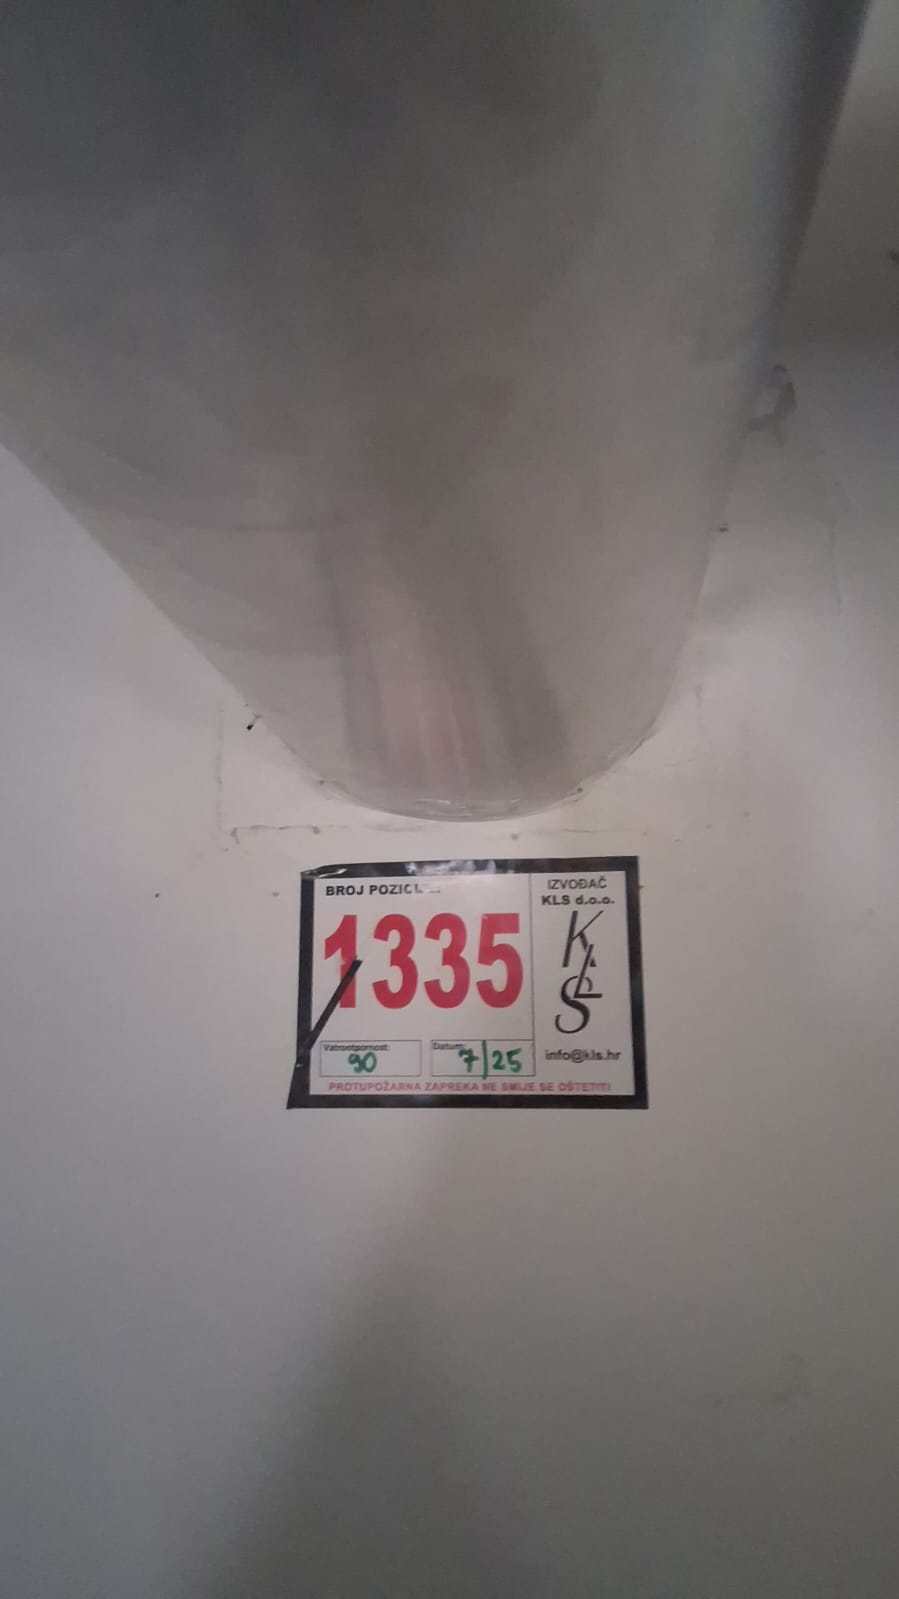 BROJ POZICI
1335
Vatrootpornost:
90
Datum:
7/25
IZVOĐAČ
KLS d.o.o.
KLS
info@kls.hr
PROTUPOŽARNA ZAPREKA NE SMIJE SE OŠTETITI